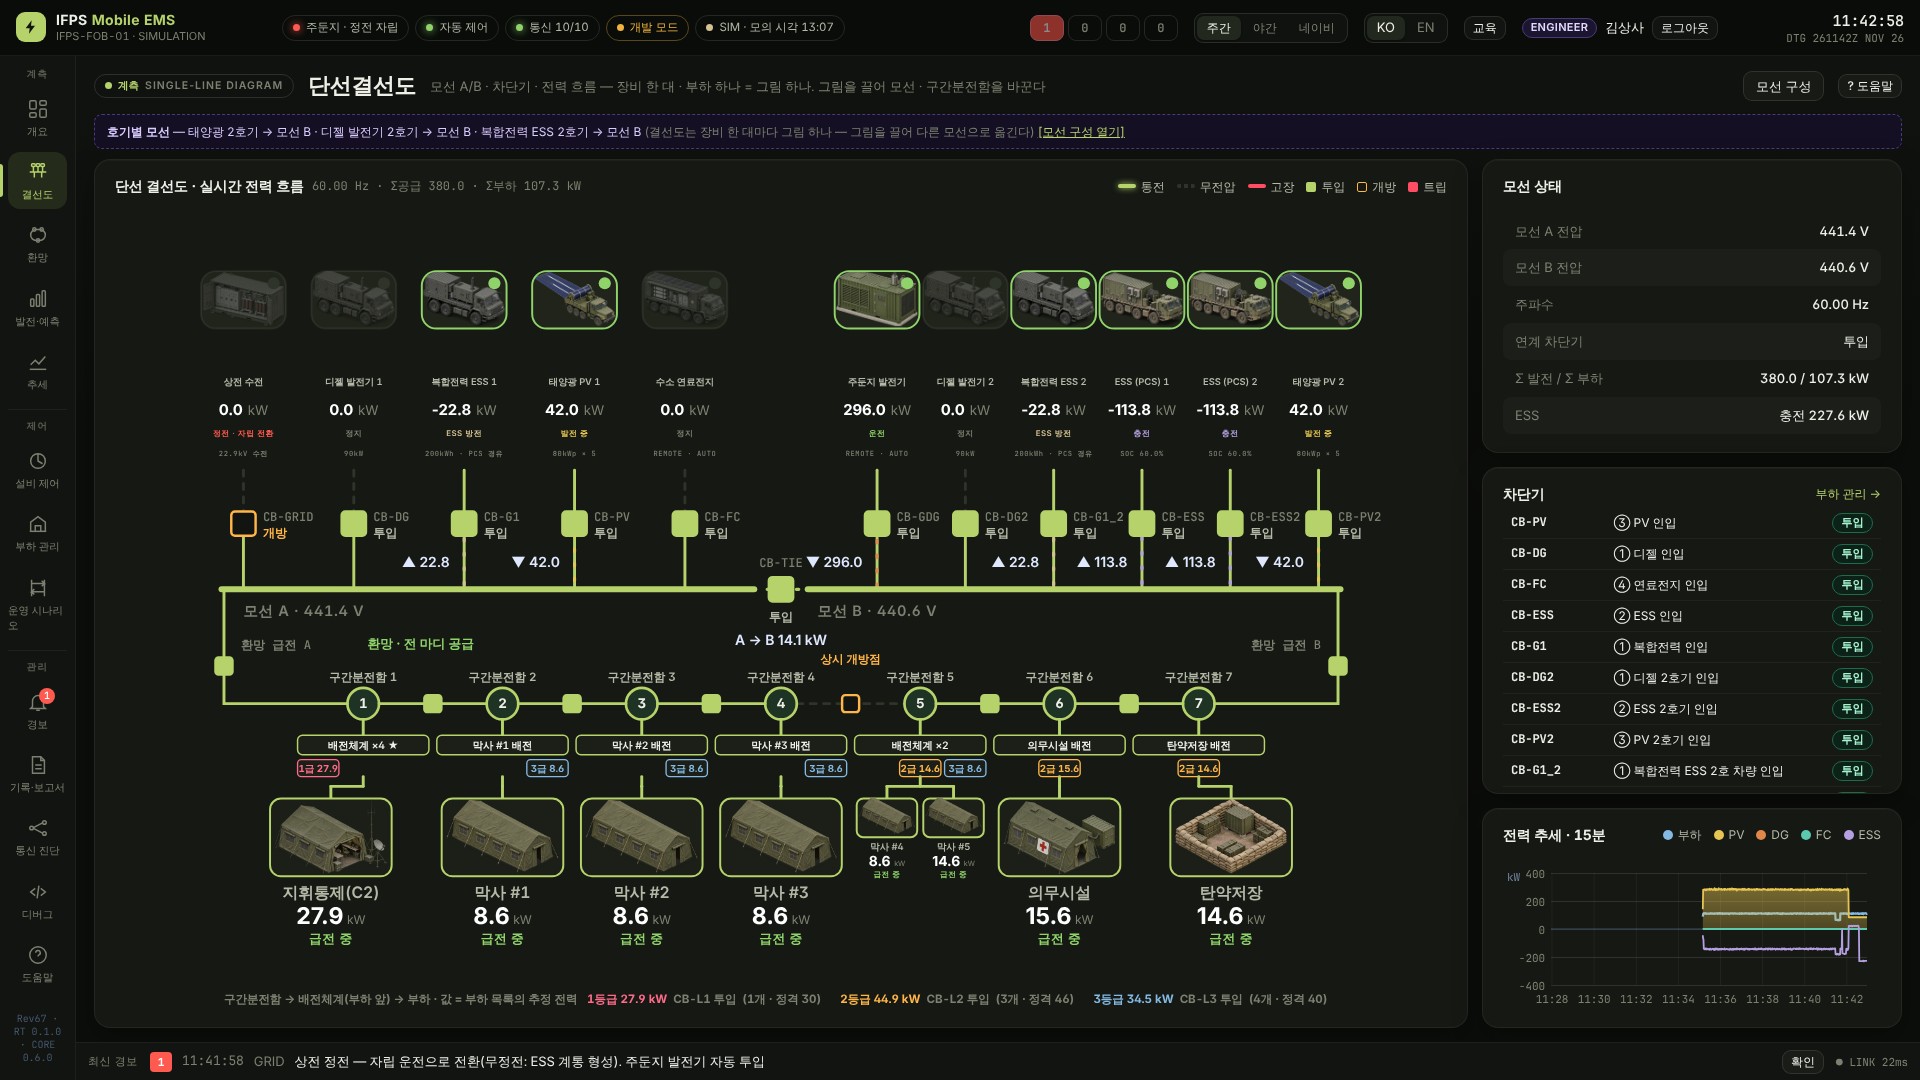 IFPS Mobile EMS
IFPS-FOB-01 · SIMULATION
주둔지 · 정전 자립
자동 제어
통신 10/10
개발 모드
SIM · 모의 시각 13:07
1 0 0 0
주간 야간 네이비
KO EN
교육
ENGINEER 김상사 로그아웃
11:42:58
DTG 261142Z NOV 26
계측
개요
결선도
환망
발전·예측
추세
제어
설비 제어
부하 관리
운영 시나리오
관리
1
경보
기록·보고서
통신 진단
디버그
도움말
Rev67 · RT 0.1.0 · CORE 0.6.0
계측 SINGLE-LINE DIAGRAM
단선결선도
모선 A/B · 차단기 · 전력 흐름 — 장비 한 대 · 부하 하나 = 그림 하나. 그림을 끌어 모선 · 구간분전함을 바꾼다
모선 구성
? 도움말
호기별 모선 — 태양광 2호기 → 모선 B · 디젤 발전기 2호기 → 모선 B · 복합전력 ESS 2호기 → 모선 B (결선도는 장비 한 대마다 그림 하나 — 그림을 끌어 다른 모선으로 옮긴다) [모선 구성 열기]
단선 결선도 · 실시간 전력 흐름 60.00 Hz · Σ공급 380.0 · Σ부하 107.3 kW
통전 무전압 고장 투입 개방 트립
상전 수전 디젤 발전기 1 복합전력 ESS 1 태양광 PV 1 수소 연료전지 주둔지 발전기 디젤 발전기 2 복합전력 ESS 2 ESS (PCS) 1 ESS (PCS) 2 태양광 PV 2
0.0 kW 0.0 kW -22.8 kW 42.0 kW 0.0 kW 296.0 kW 0.0 kW -22.8 kW -113.8 kW -113.8 kW 42.0 kW
정전 · 자립 전환 정지 ESS 방전 발전 중 정지 운전 정지 ESS 방전 충전 충전 발전 중
22.9kV 수전 90kW 200kWh · PCS 경유 80kWp × 5 REMOTE · AUTO REMOTE · AUTO 90kW 200kWh · PCS 경유 SOC 60.0% SOC 60.0% 80kWp × 5
CB-GRID CB-DG CB-G1 CB-PV CB-FC CB-GDG CB-DG2 CB-G1_2 CB-ESS CB-ESS2 CB-PV2
개방 투입 투입 투입 투입 투입 투입 투입 투입 투입 투입
▲ 22.8 ▼ 42.0 CB-TIE ▼ 296.0 ▲ 22.8 ▲ 113.8 ▲ 113.8 ▼ 42.0
모선 A · 441.4 V 투입 모선 B · 440.6 V
환망 급전 A 환망 · 전 마디 공급 A → B 14.1 kW 환망 급전 B
상시 개방점
구간분전함 1 구간분전함 2 구간분전함 3 구간분전함 4 구간분전함 5 구간분전함 6 구간분전함 7
1 2 3 4 5 6 7
배전체계 ×4 ★ 막사 #1 배전 막사 #2 배전 막사 #3 배전 배전체계 ×2 의무시설 배전 탄약저장 배전
1급 27.9 3급 8.6 3급 8.6 3급 8.6 2급 14.6 3급 8.6 2급 15.6 2급 14.6
막사 #4 막사 #5
8.6 kW 14.6 kW
급전 중 급전 중
지휘통제(C2) 막사 #1 막사 #2 막사 #3 의무시설 탄약저장
27.9 kW 8.6 kW 8.6 kW 8.6 kW 15.6 kW 14.6 kW
급전 중 급전 중 급전 중 급전 중 급전 중 급전 중
구간분전함 → 배전체계(부하 앞) → 부하 · 값 = 부하 목록의 추정 전력 1등급 27.9 kW CB-L1 투입 (1개 · 정격 30) 2등급 44.9 kW CB-L2 투입 (3개 · 정격 46) 3등급 34.5 kW CB-L3 투입 (4개 · 정격 40)
모선 상태
모선 A 전압 441.4 V
모선 B 전압 440.6 V
주파수 60.00 Hz
연계 차단기 투입
Σ 발전 / Σ 부하 380.0 / 107.3 kW
ESS 충전 227.6 kW
차단기 부하 관리 →
CB-PV ③ PV 인입 투입
CB-DG ① 디젤 인입 투입
CB-FC ④ 연료전지 인입 투입
CB-ESS ② ESS 인입 투입
CB-G1 ① 복합전력 인입 투입
CB-DG2 ① 디젤 2호기 인입 투입
CB-ESS2 ② ESS 2호기 인입 투입
CB-PV2 ③ PV 2호기 인입 투입
CB-G1_2 ① 복합전력 ESS 2호 차량 인입 투입
전력 추세 · 15분 부하 PV DG FC ESS
kW 400
200
0
-200
-400
11:28 11:30 11:32 11:34 11:36 11:38 11:40 11:42
최신 경보 1 11:41:58 GRID 상전 정전 — 자립 운전으로 전환(무정전: ESS 계통 형성). 주둔지 발전기 자동 투입 확인 LINK 22ms